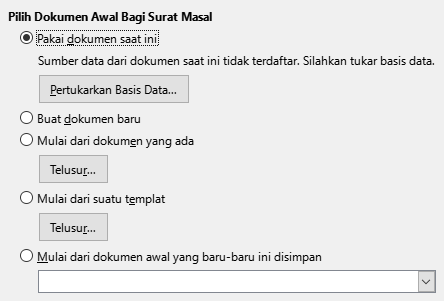 Pilih Dokumen Awal Bagi Surat Masal
Pakai dokumen saat ini
Sumber data dari dokumen saat ini tidak terdaftar. Silahkan tukar basis data.
Pertukarkan Basis Data...
Buat dokumen baru
Mulai dari dokumen yang ada
Telusur...
Mulai dari suatu templat
Telusur...
Mulai dari dokumen awal yang baru-baru ini disimpan